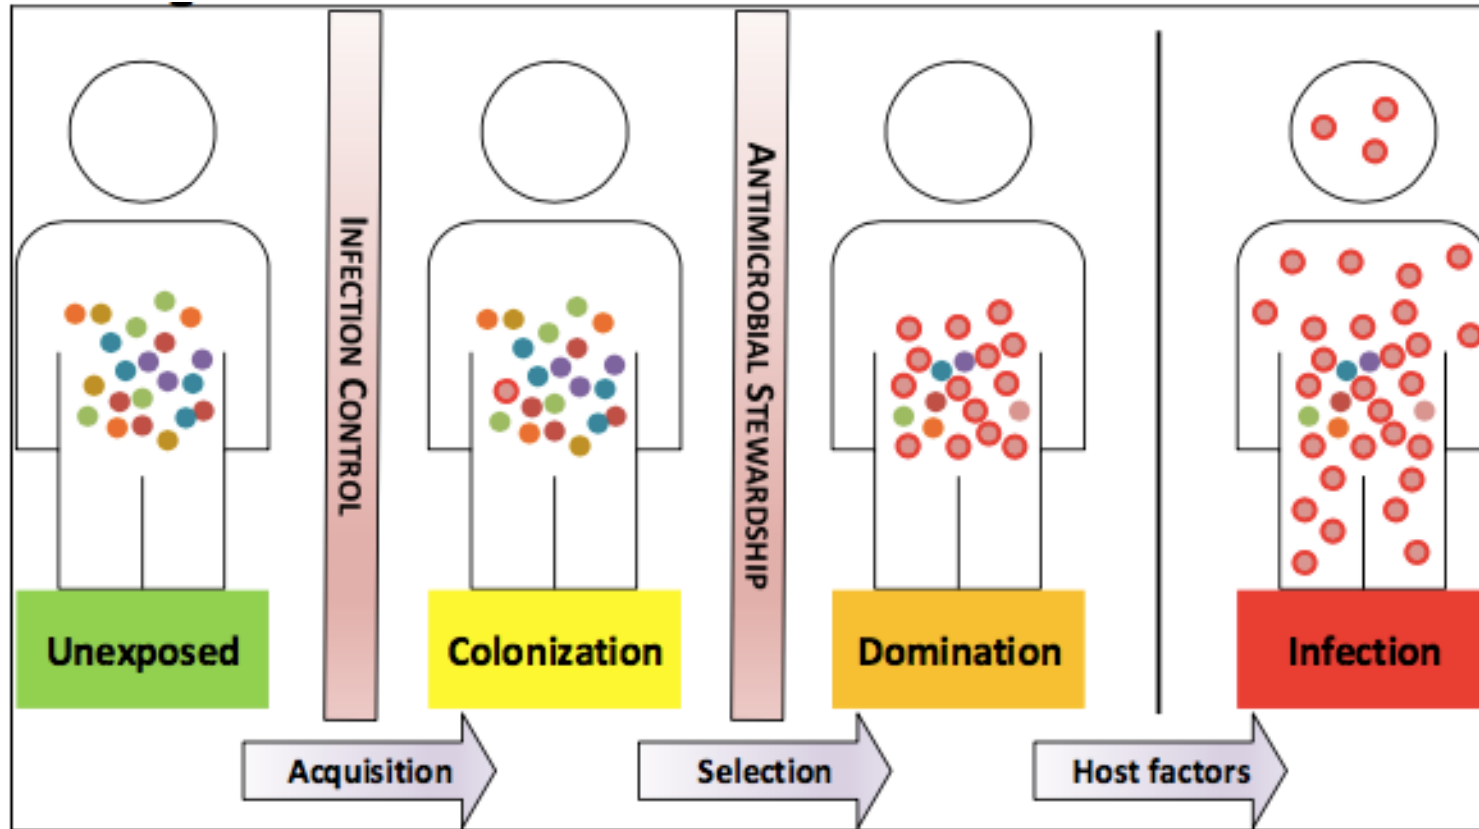 INFECTION CONTROL
ANTIMICROBIAL STEWARDSHIP
Unexposed
Colonization
Domination
Infection
Acquisition
Selection
Host factors